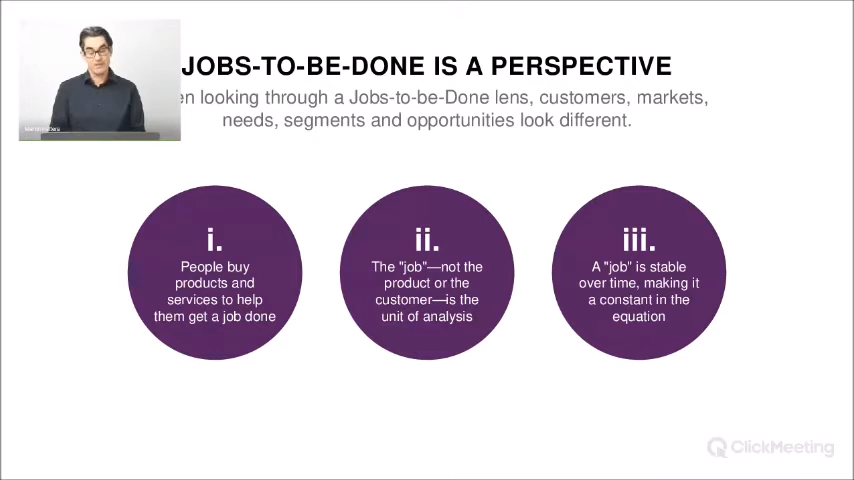 JOBS-TO-BE-DONE IS A PERSPECTIVE
looking through a Jobs-to-be-Done lens, customers, markets,
needs, segments and opportunities look different.
i.
People buy
products and
services to help
them get a job done
ii.
The "job"—not the
product or the
customer—is the
unit of analysis
iii.
A "job" is stable
over time, making it
a constant in the
equation
ClickMeeting